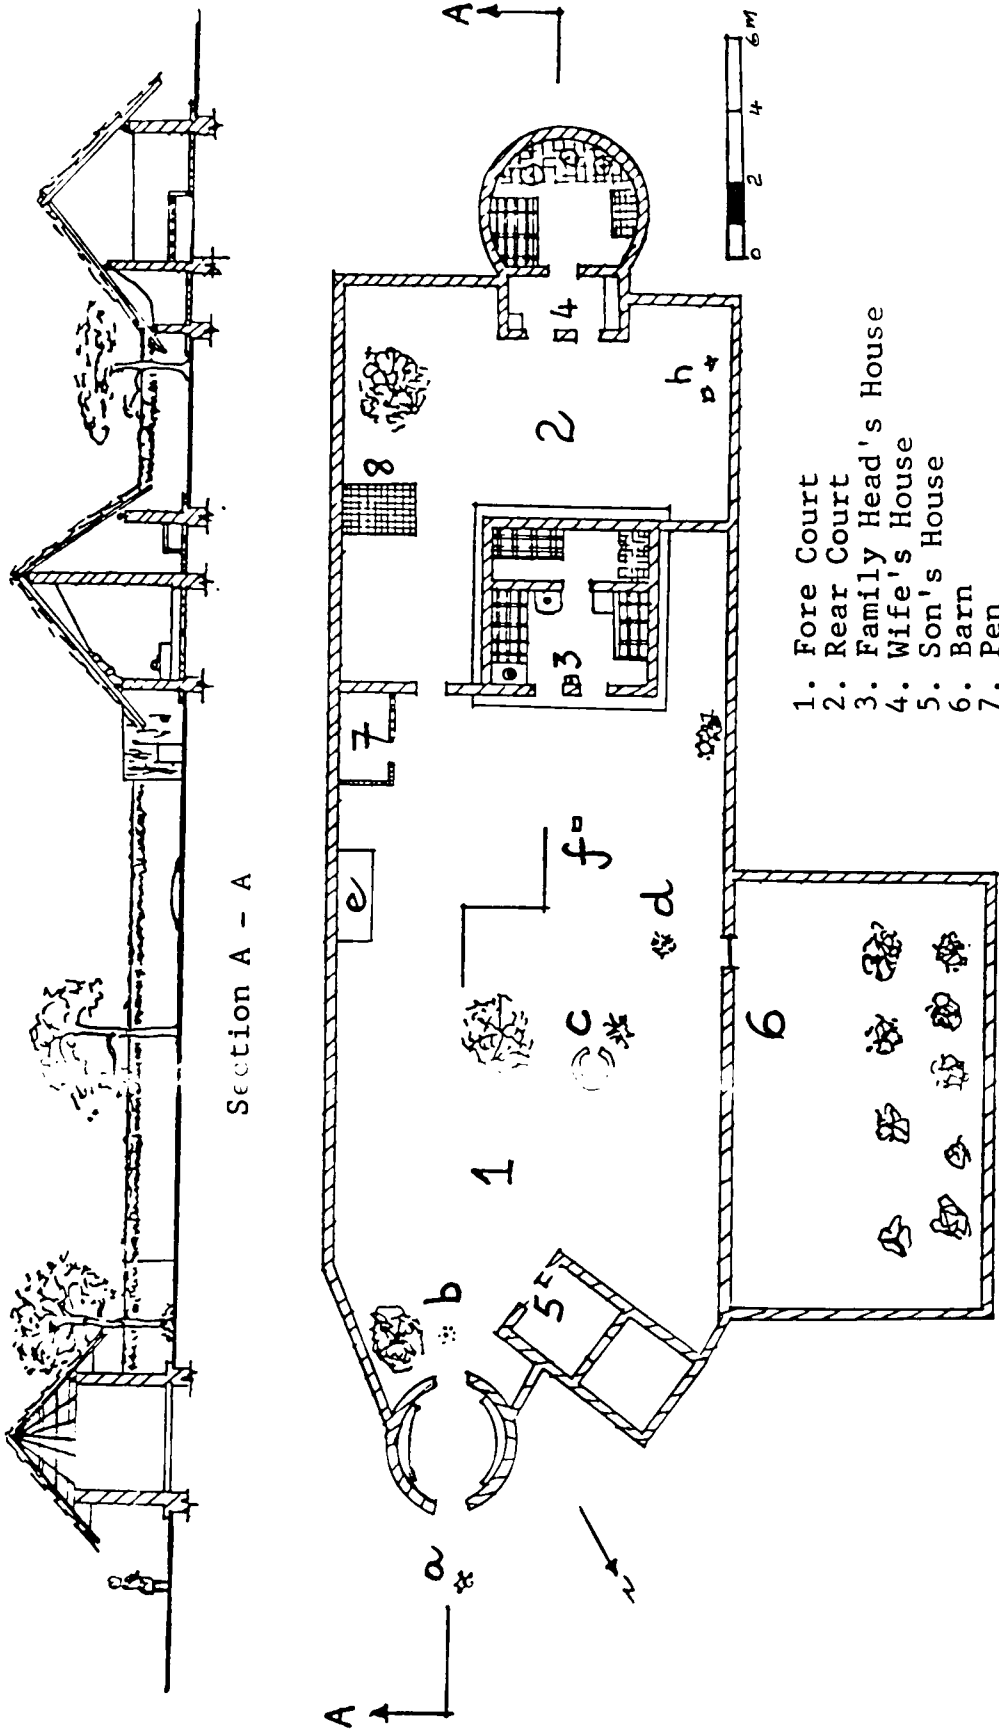 Section A - A
A
A
a
b
c
d
e
f
h
1
2
3
4
5
6
7
8
N
0 2 4 6 m
1. Fore Court
2. Rear Court
3. Family Head's House
4. Wife's House
5. Son's House
6. Barn
7. Pen